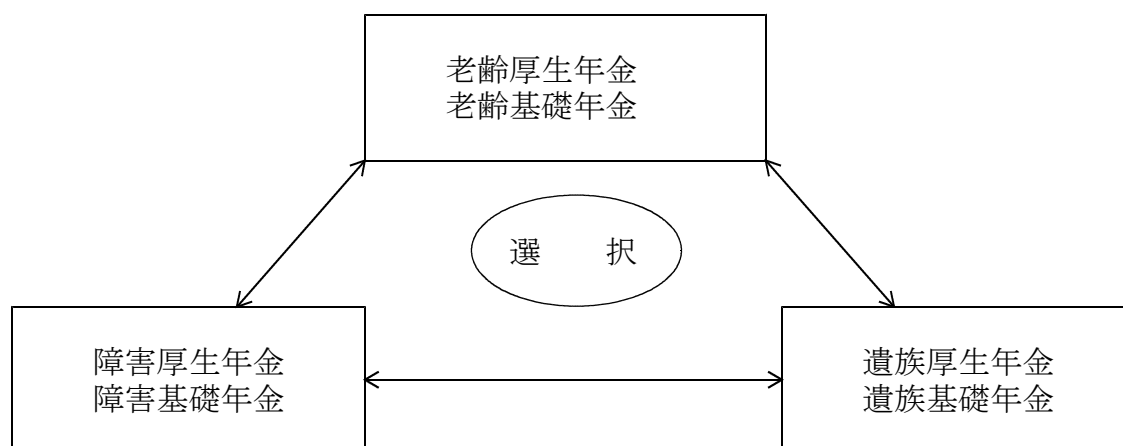 老齢厚生年金
老齢基礎年金
選　　択
障害厚生年金
障害基礎年金
遺族厚生年金
遺族基礎年金